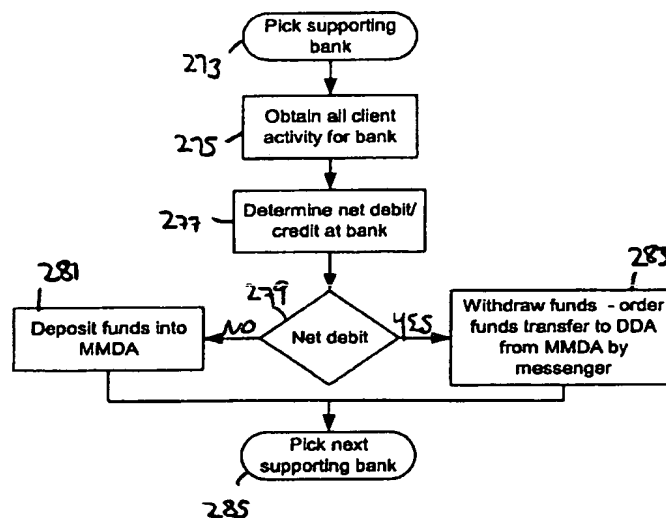 Pick supporting
bank
273
Obtain all client
activity for bank
275
Determine net debit/
credit at bank
277
281
279
283
Deposit funds into
MMDA
NO
Net debit
YES
Withdraw funds - order
funds transfer to DDA
from MMDA by
messenger
Pick next
supporting bank
285